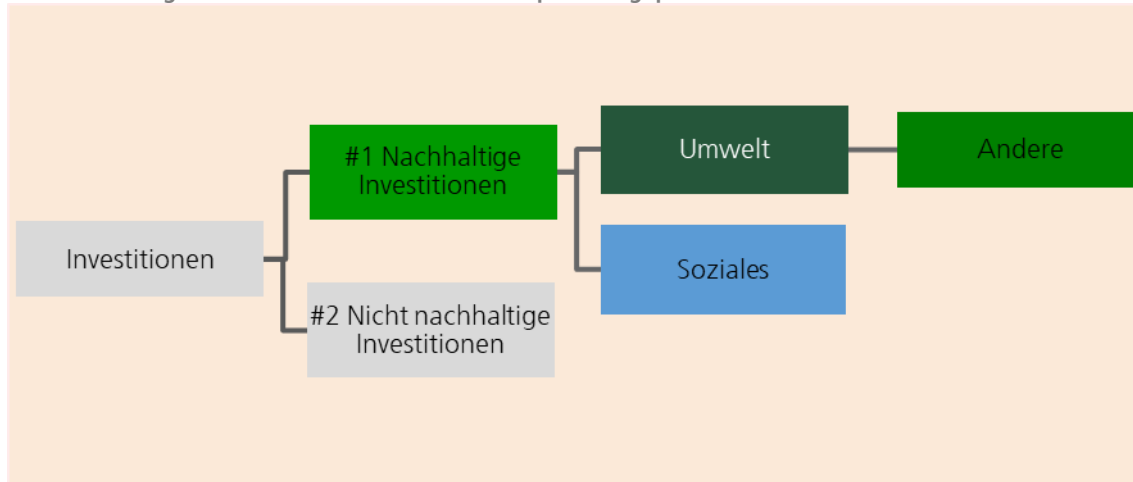 Investitionen
#1 Nachhaltige
Investitionen
#2 Nicht nachhaltige
Investitionen
Umwelt
Soziales
Andere